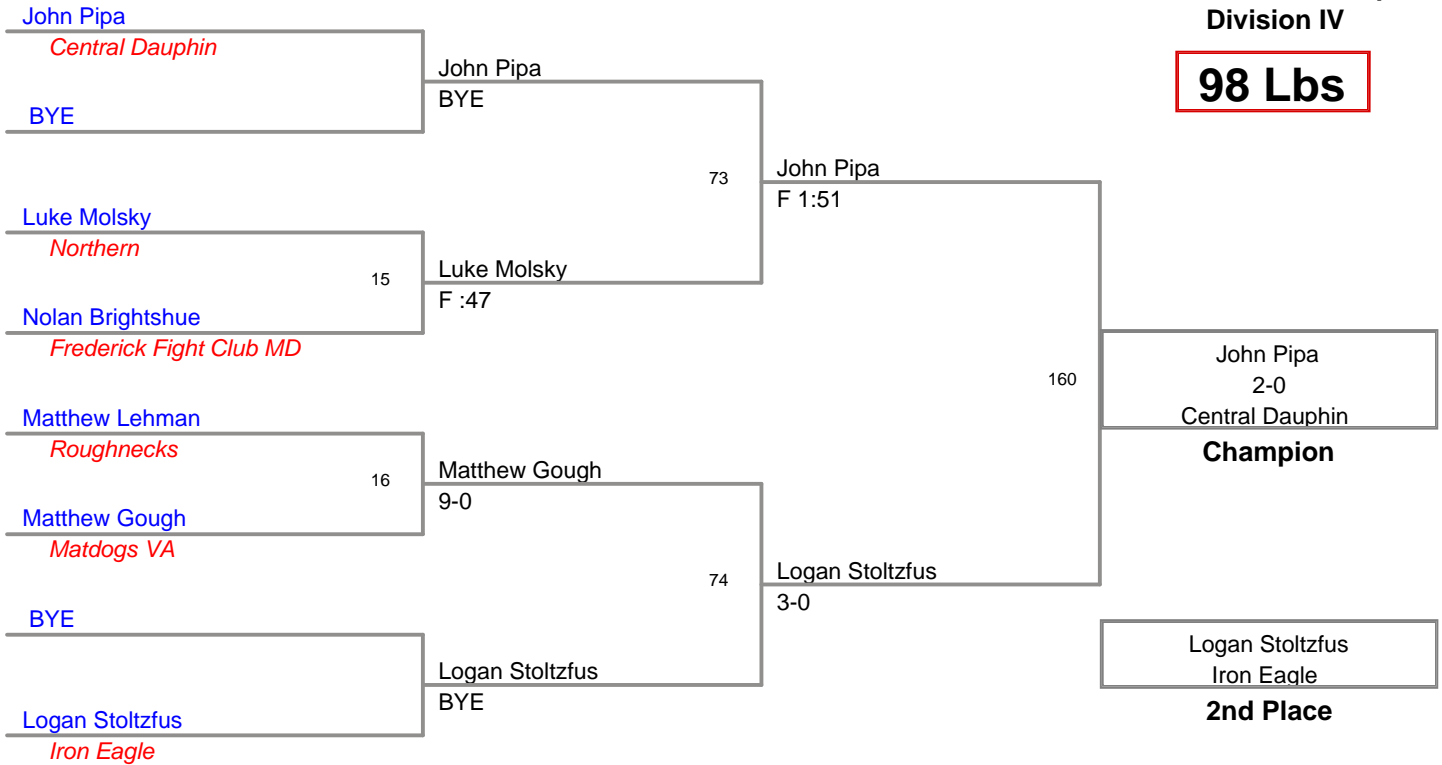 Division IV
98 Lbs
John Pipa
Central Dauphin
BYE
Luke Molsky
Northern
15
Nolan Brightshue
Frederick Fight Club MD
Matthew Lehman
Roughnecks
16
Matthew Gough
Matdogs VA
BYE
Logan Stoltzfus
Iron Eagle
John Pipa
BYE
73
Luke Molsky
F :47
Matthew Gough
9-0
74
Logan Stoltzfus
BYE
John Pipa
F 1:51
160
Logan Stoltzfus
3-0
John Pipa
2-0
Central Dauphin
Champion
Logan Stoltzfus
Iron Eagle
2nd Place